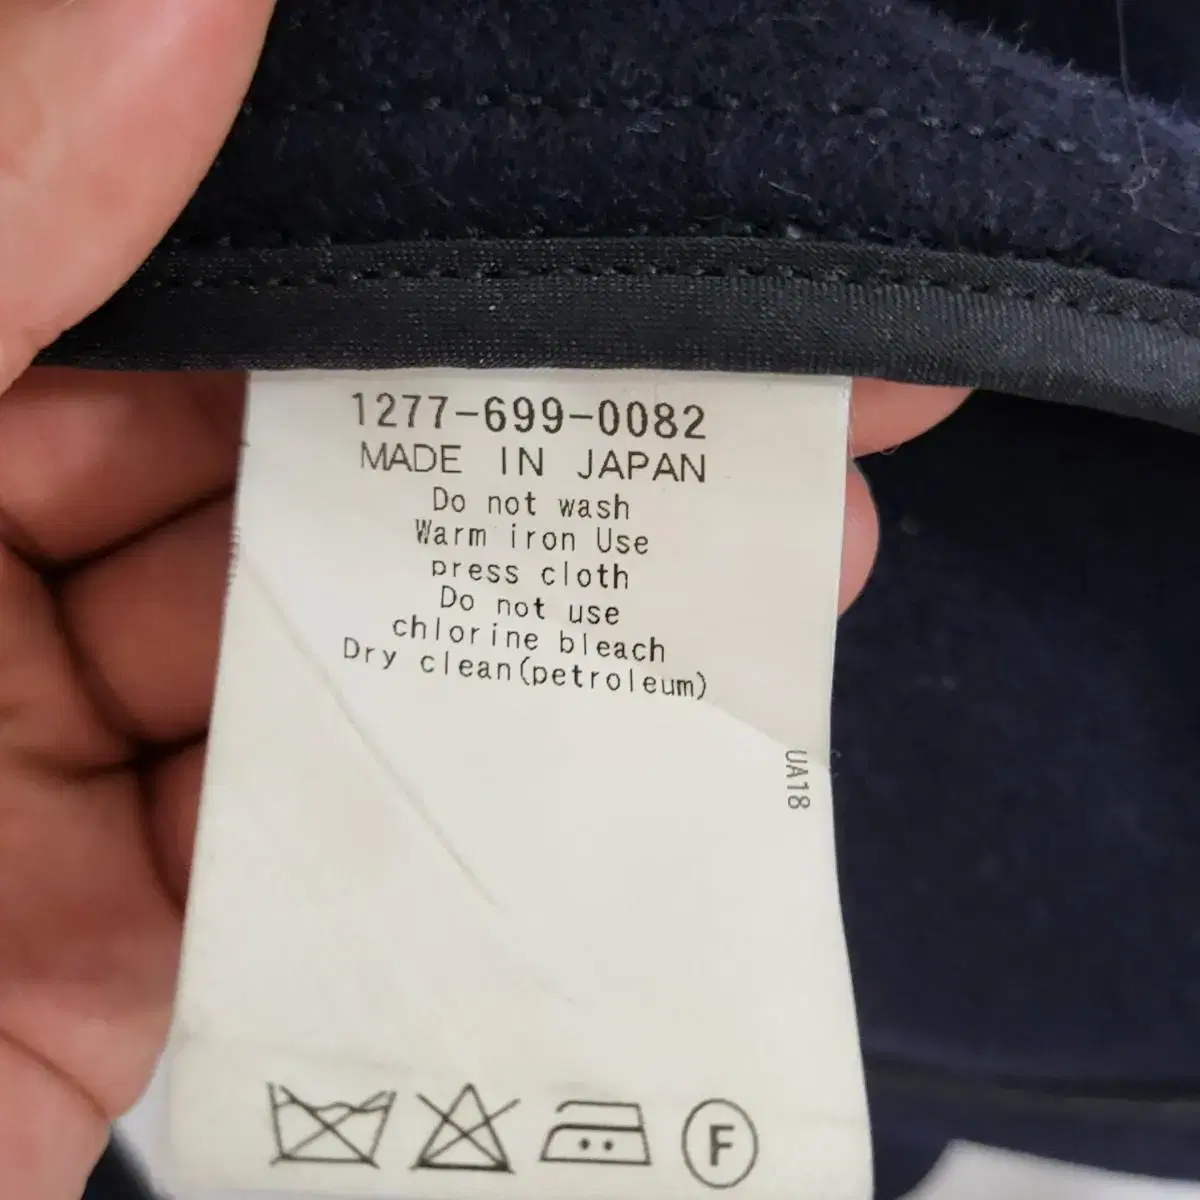 1277-699-0082
MADE IN JAPAN
Do not wash
Warm iron Use
press cloth
Do not use
chlorine bleach
Dry clean(petroleum)
UA18
F